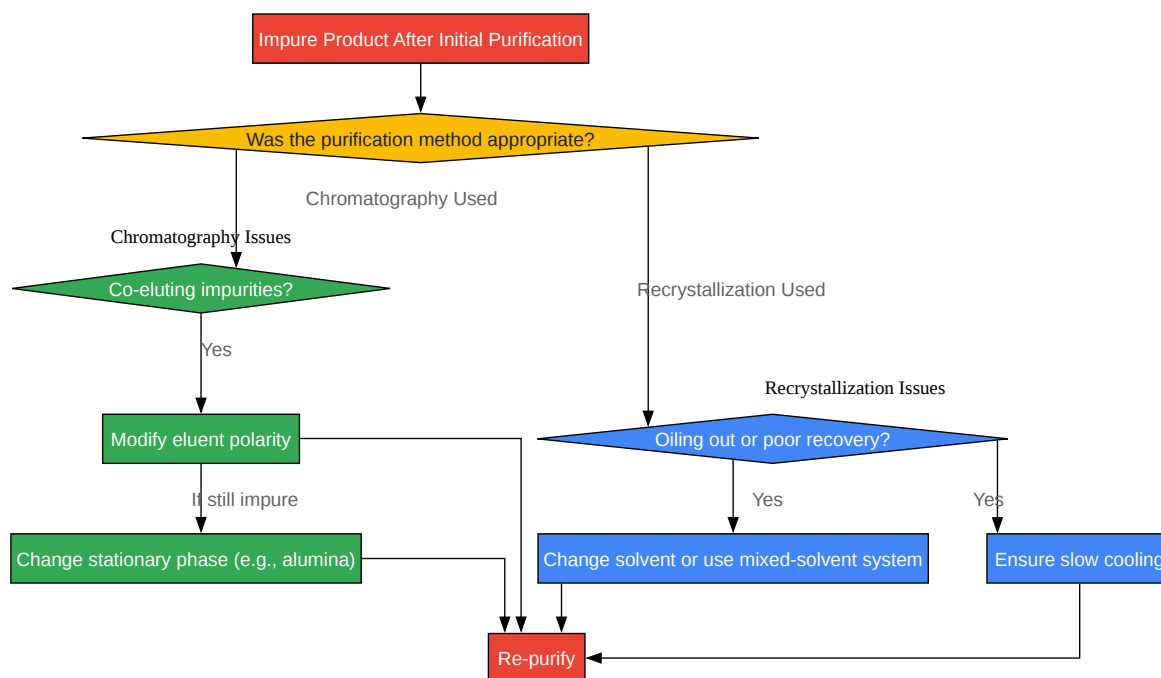 Impure Product After Initial Purification
Was the purification method appropriate?
Chromatography Used
Chromatography Issues
Co-eluting impurities?
Recrystallization Used
Yes
Recrystallization Issues
Modify eluent polarity
Oiling out or poor recovery?
If still impure
Yes
Yes
Change stationary phase (e.g., alumina)
Change solvent or use mixed-solvent system
Ensure slow cooling
Re-purify